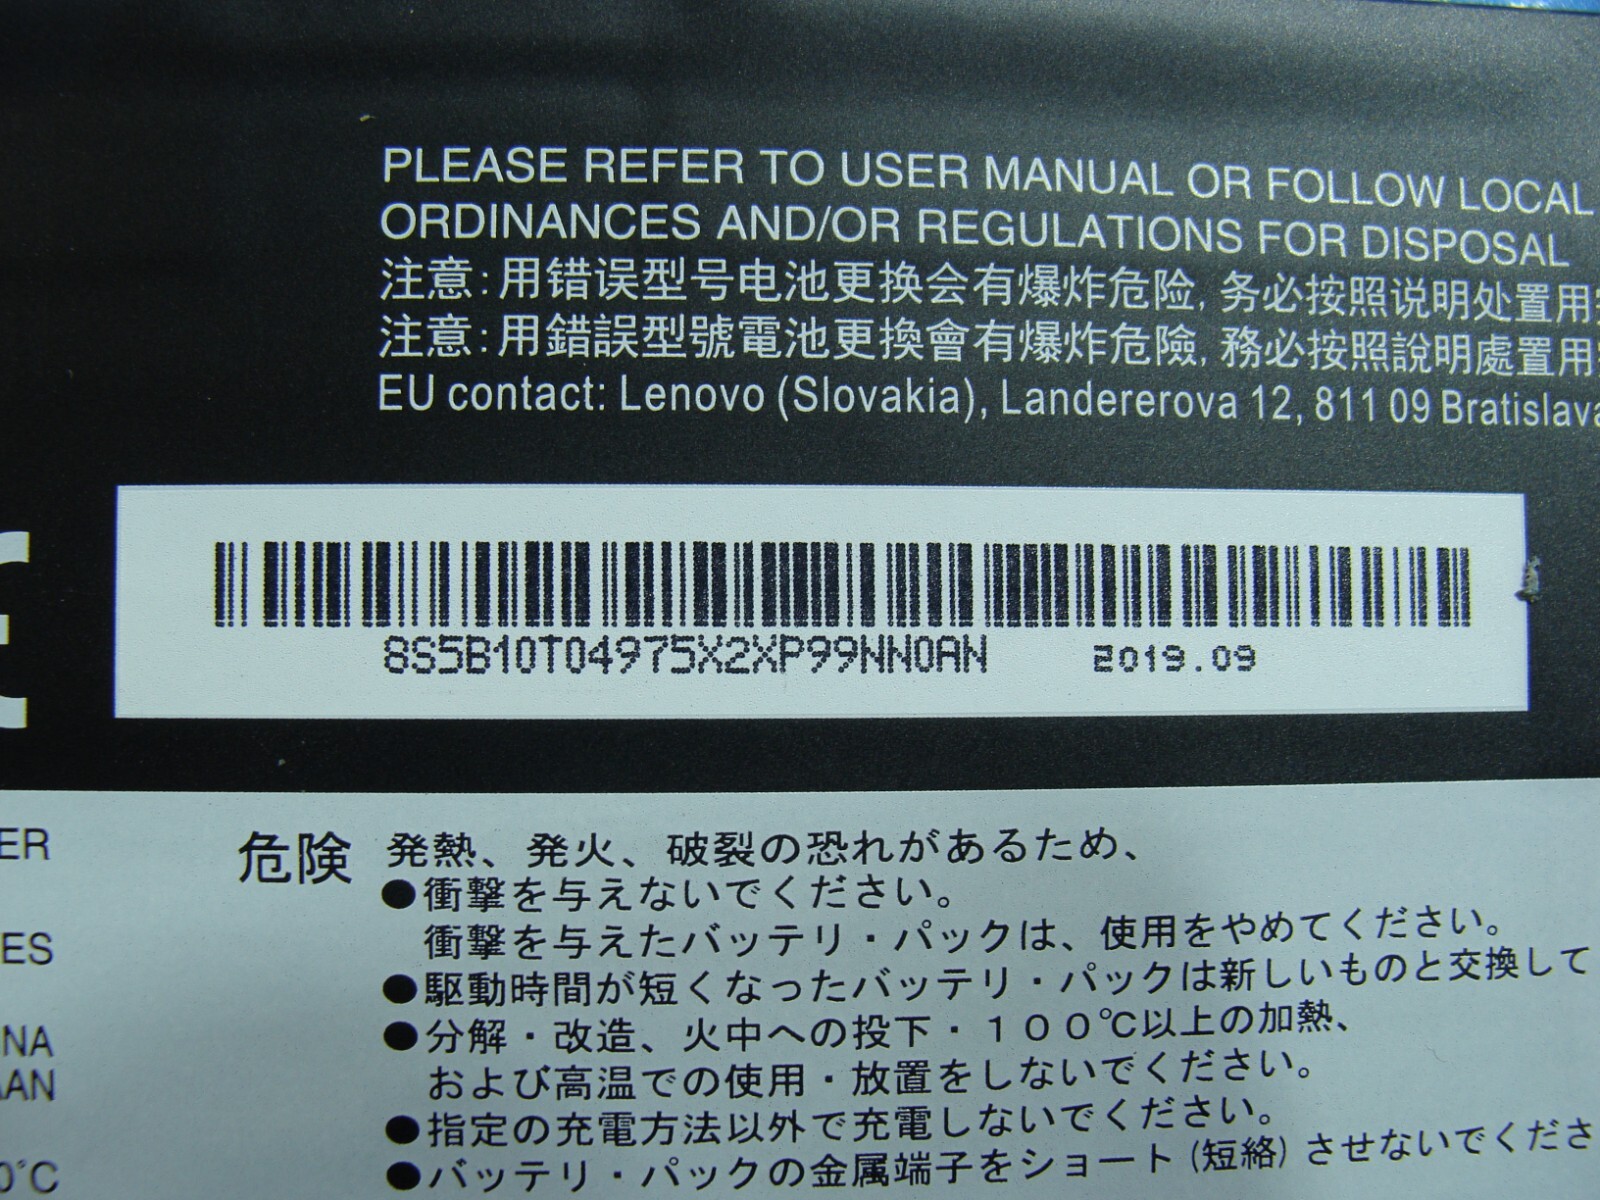 PLEASE REFER TO USER MANUAL OR FOLLOW LOCAL
ORDINANCES AND/OR REGULATIONS FOR DISPOSAL
注意:用错误型号电池更换会有爆炸危险,务必按照说明处置用
注意:用錯誤型號電池更換會有爆炸危險,務必按照說明處置用
EU contact: Lenovo (Slovakia), Landererova 12, 811 09 Bratislava
8S5B10T04975X2XP99NN0AN 2019.09
ER
ES
NA
AAN
0°C
危険 発熱、発火、破裂の恐れがあるため、
●衝撃を与えないでください。
衝撃を与えたバッテリ・パックは、使用をやめてください。
●駆動時間が短くなったバッテリ・パックは新しいものと交換して
●分解・改造、火中への投下・１００℃以上の加熱、
および高温での使用・放置をしないでください。
●指定の充電方法以外で充電しないでください。
●バッテリ・パックの金属端子をショート(短絡)させないでくださ